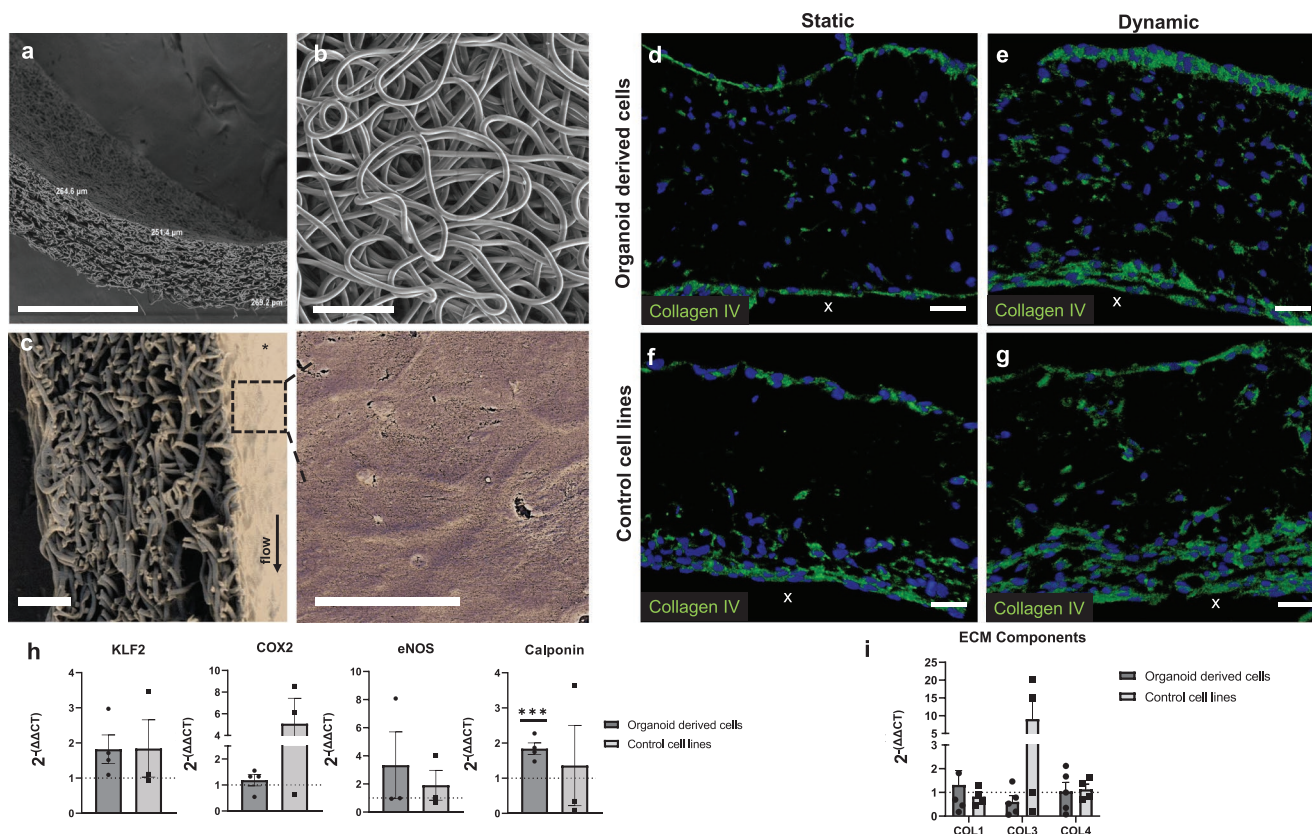 Static
Dynamic
Organoid derived cells
Control cell lines
a
264.6 µm
251.4 µm
269.2 µm
b
c
*
flow
d
Collagen IV
x
e
Collagen IV
x
f
Collagen IV
x
g
Collagen IV
x
h
KLF2
2-(ΔΔCT)
4
3
2
1
0
COX2
2-(ΔΔCT)
10
8
6
4
2
1
0
eNOS
2-(ΔΔCT)
10
8
6
4
2
0
Calponin
2-(ΔΔCT)
4
3
2
1
0
***
Organoid derived cells
Control cell lines
i
ECM Components
2-(ΔΔCT)
25
20
15
10
5
2
1
0
COL1
COL3
COL4
Organoid derived cells
Control cell lines